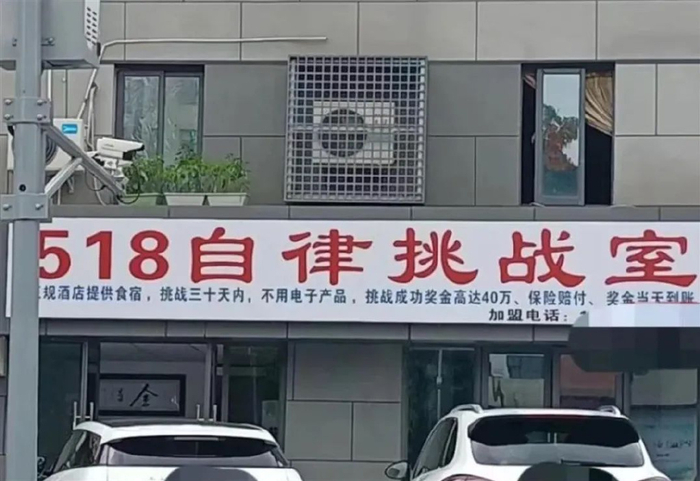 518自律挑战室
规酒店提供食宿，挑战三十天内，不用电子产品，挑战成功奖金高达40万、保险赔付、奖金当天到账
加盟电话：